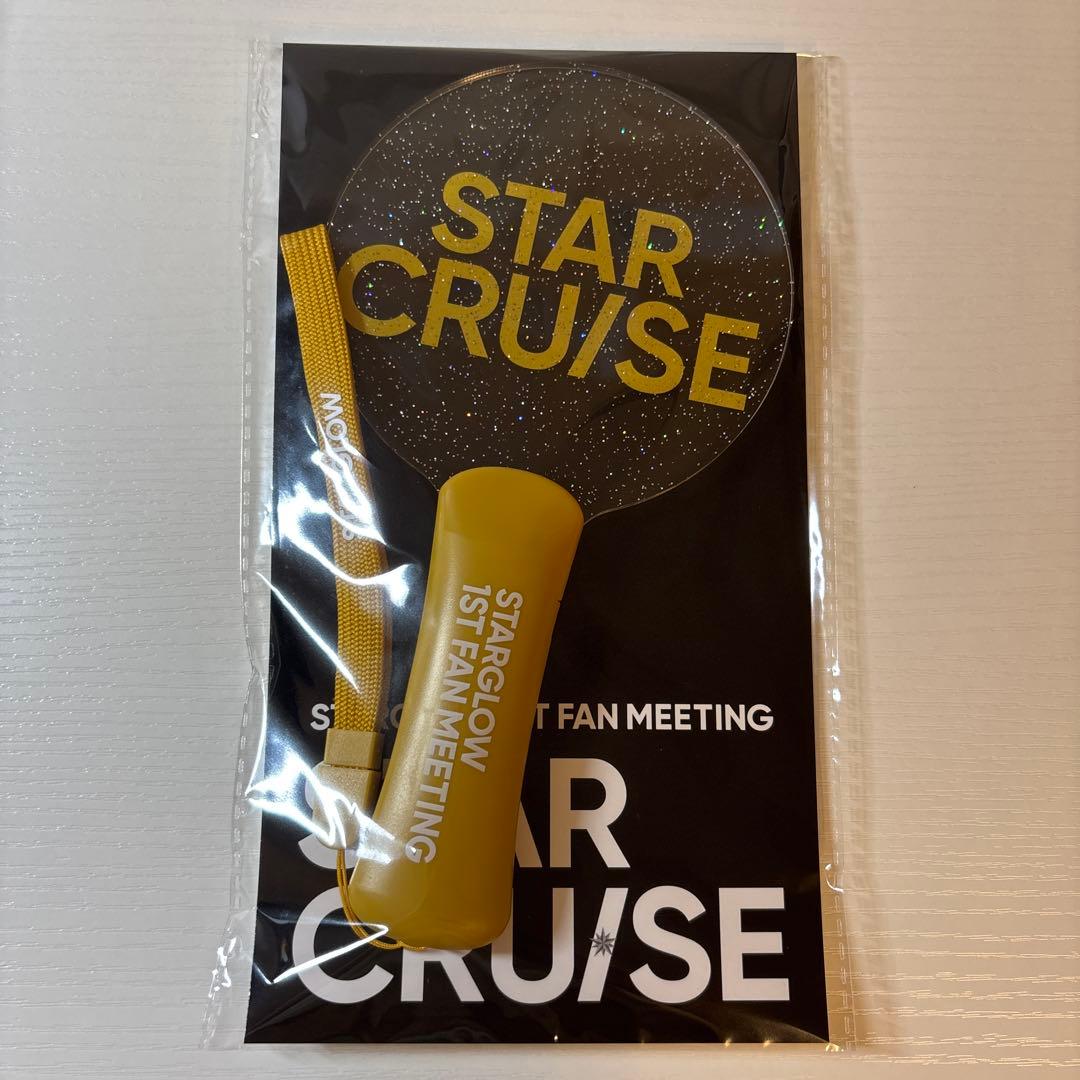 STAR
CRUISE
STARGLOW
1ST FAN MEETING
FAN MEETING
CRUISE